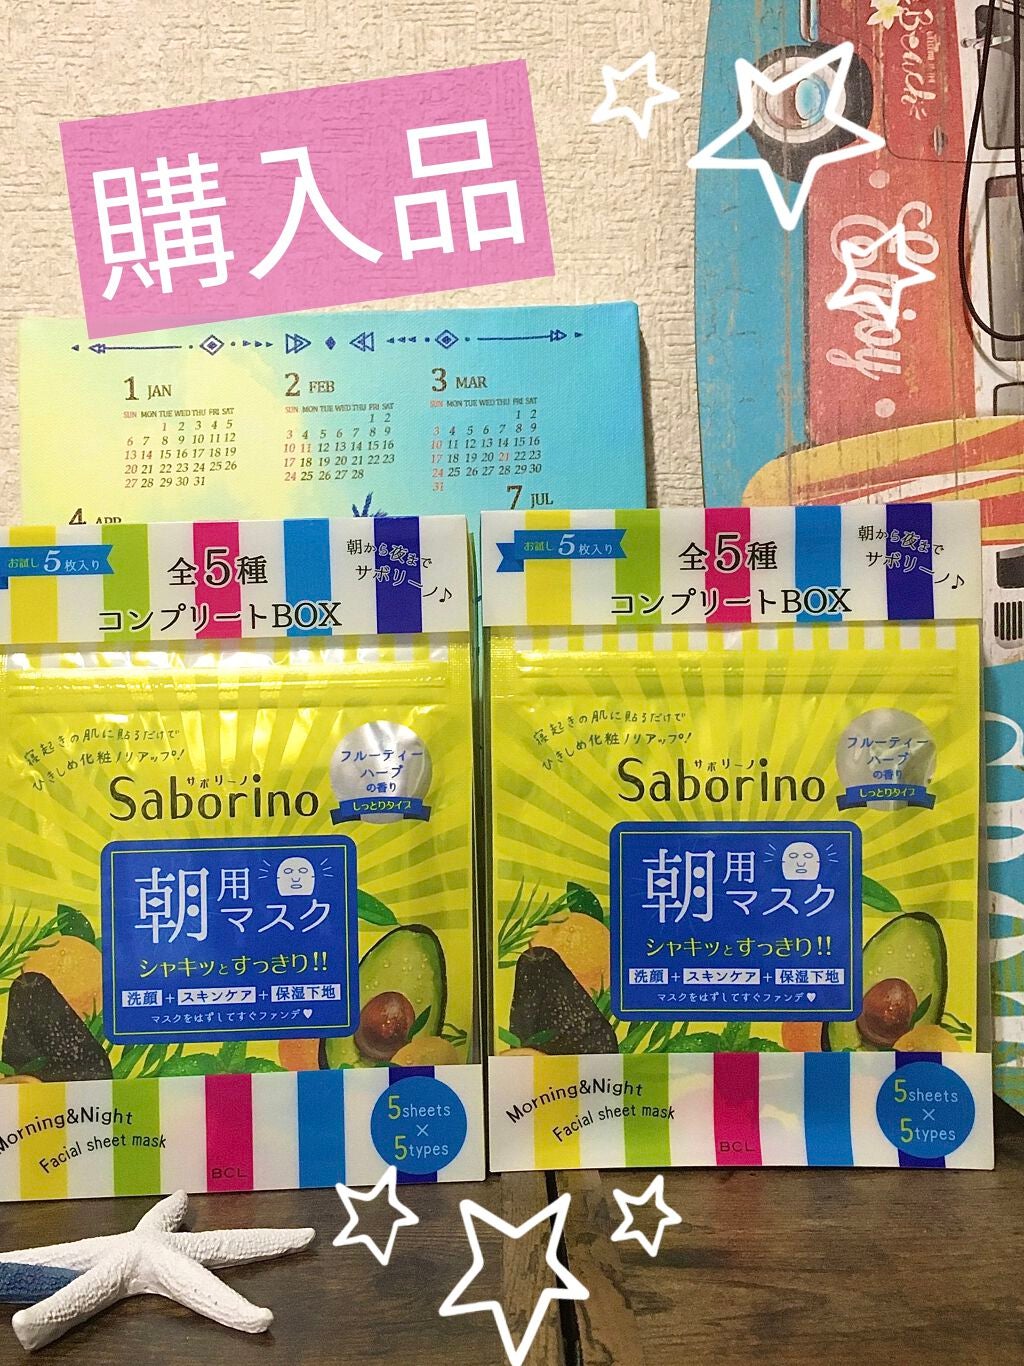 購入品
Beach
Enjoy
1 JAN
SUN MON TUE WED THU FRI SAT
1 2 3 4 5
6 7 8 9 10 11 12
13 14 15 16 17 18 19
20 21 22 23 24 25 26
27 28 29 30 31
2 FEB
SUN MON TUE WED THU FRI SAT
1 2
3 4 5 6 7 8 9
10 11 12 13 14 15 16
17 18 19 20 21 22 23
24 25 26 27 28
3 MAR
SUN MON TUE WED THU FRI SAT
1 2
3 4 5 6 7 8 9
10 11 12 13 14 15 16
17 18 19 20 21 22 23
24 25 26 27 28 29 30
31
4 APR
7 JUL
お試し 5枚入り
全5種
コンプリートBOX
朝から夜まで
サボリーノ♪
寝起きの肌に貼るだけで
ひきしめ化粧ノリアップ!
サボリーノ
Saborino
フルーティー
ハーブ
の香り
しっとりタイプ
朝用
マスク
シャキッとすっきり!!
洗顔+スキンケア+保湿下地
マスクをはずしてすぐファンデ♥
Morning&Night
Facial sheet mask
BCL
5sheets
×
5types
お試し 5枚入り
全5種
コンプリートBOX
朝から夜まで
サボリーノ♪
寝起きの肌に貼るだけで
ひきしめ化粧ノリアップ!
サボリーノ
Saborino
フルーティー
ハーブ
の香り
しっとりタイプ
朝用
マスク
シャキッとすっきり!!
洗顔+スキンケア+保湿下地
マスクをはずしてすぐファンデ♥
Morning&Night
Facial sheet mask
BCL
5sheets
×
5types